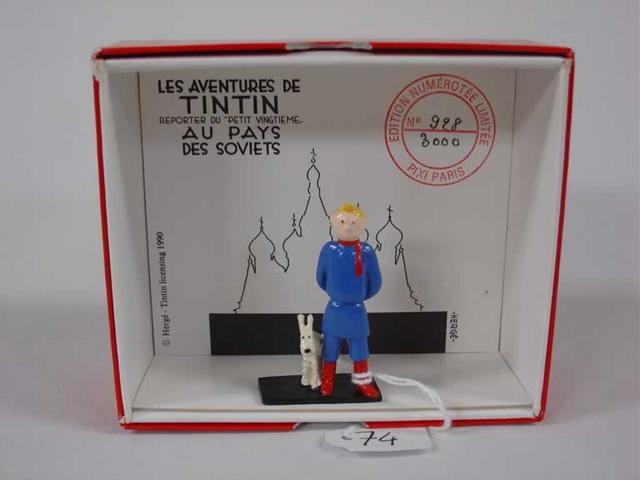 LES AVENTURES DE
TINTIN
REPORTER DU "PETIT VINGTIEME"
AU PAYS
DES SOVIETS
EDITION NUMÉROTÉE LIMITÉE
N° 928
3000
PIXI PARIS
© Hergé - Tintin licensing 1990
-HERGÉ-
74